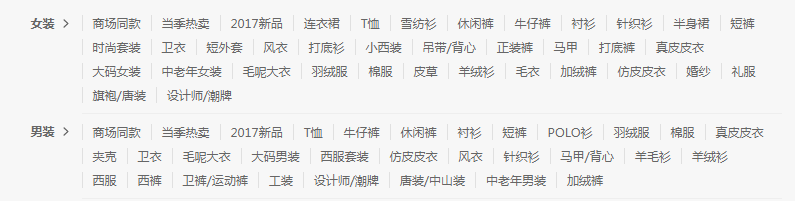 女装 > 商场同款 当季热卖 2017新品 连衣裙 T恤 雪纺衫 休闲裤 牛仔裤 衬衫 针织衫 半身裙 短裤
时尚套装 卫衣 短外套 风衣 打底衫 小西装 吊带/背心 正装裤 马甲 打底裤 真皮皮衣
大码女装 中老年女装 毛呢大衣 羽绒服 棉服 皮草 羊绒衫 毛衣 加绒裤 仿皮皮衣 婚纱 礼服
旗袍/唐装 设计师/潮牌
男装 > 商场同款 当季热卖 2017新品 T恤 牛仔裤 休闲裤 衬衫 短裤 POLO衫 羽绒服 棉服 真皮皮衣
夹克 卫衣 毛呢大衣 大码男装 西服套装 仿皮皮衣 风衣 针织衫 马甲/背心 羊毛衫 羊绒衫
西服 西裤 卫裤/运动裤 工装 设计师/潮牌 唐装/中山装 中老年男装 加绒裤